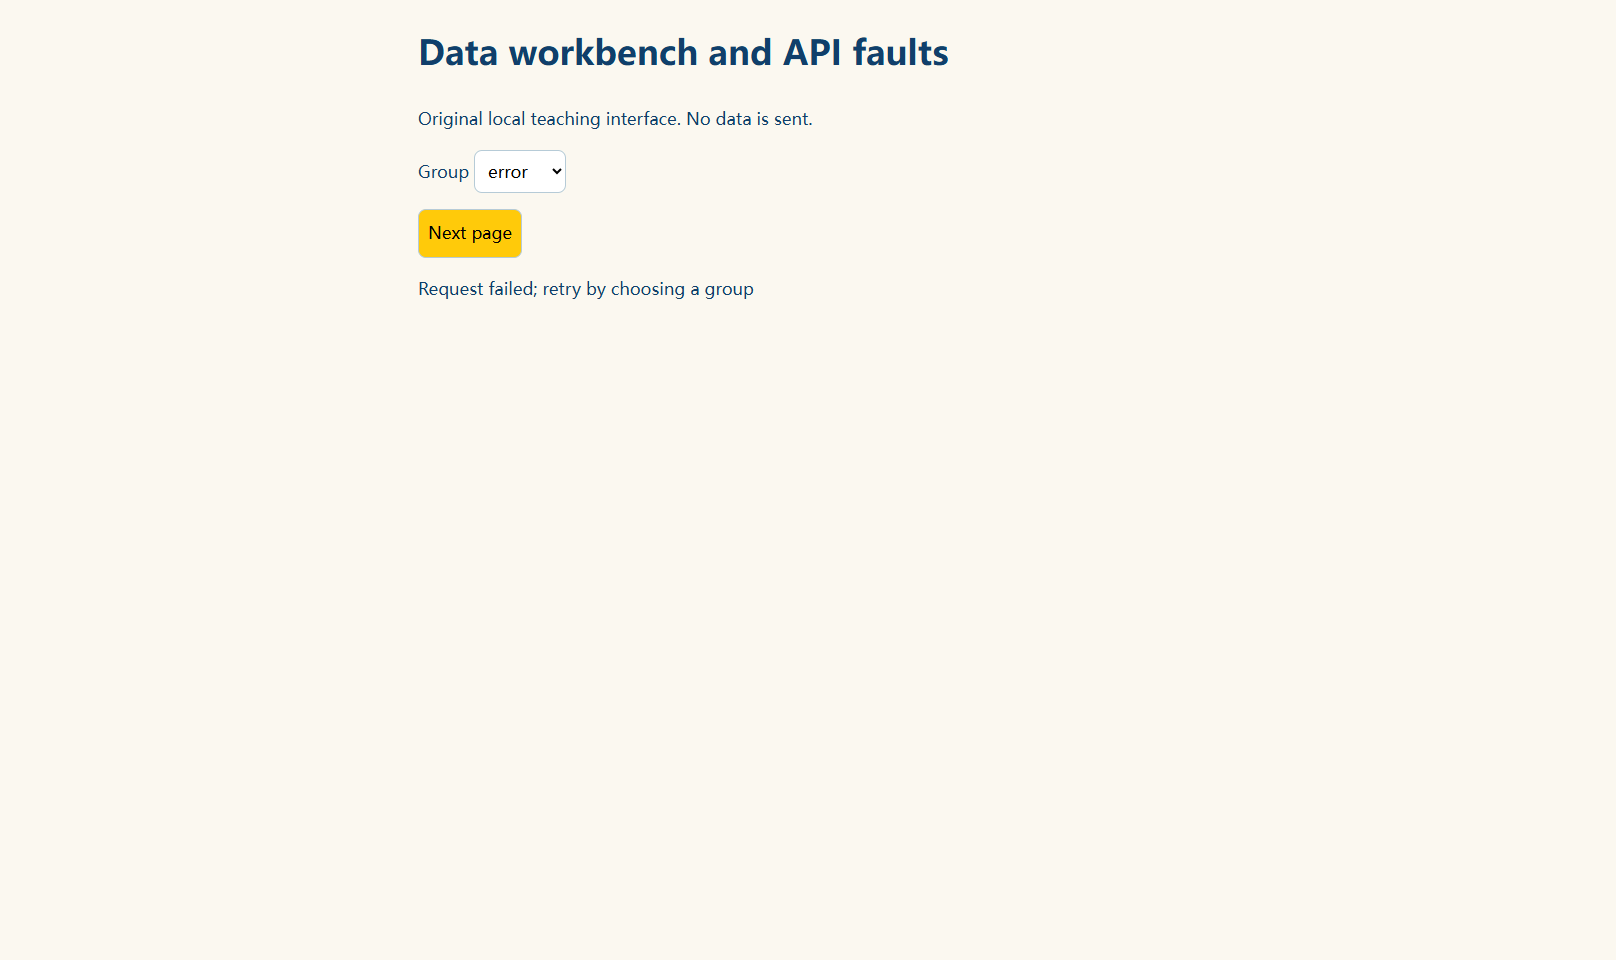 Data workbench and API faults
Original local teaching interface. No data is sent.
Group error
Next page
Request failed; retry by choosing a group